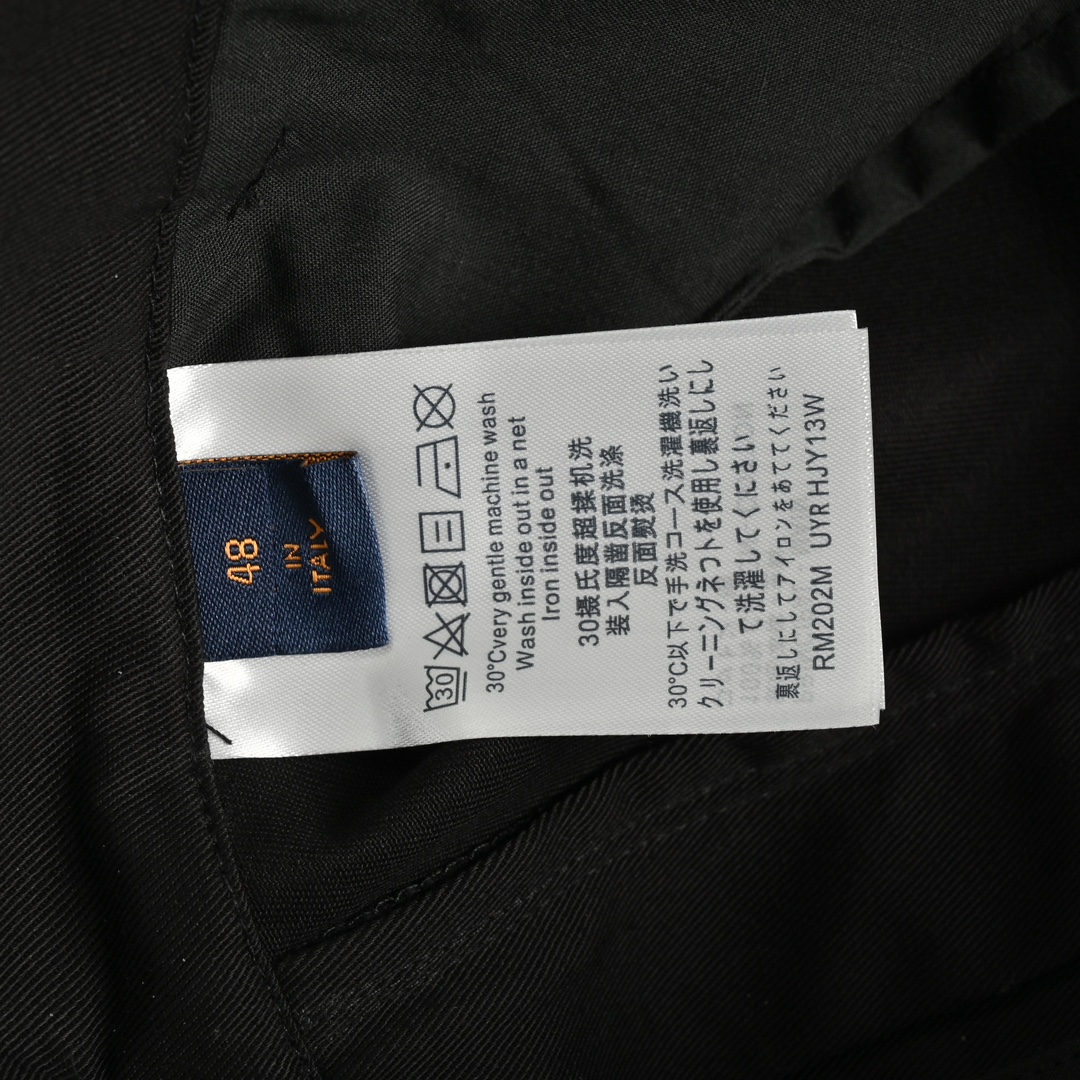 48
IN
ITALY
30
30°Cvery gentle machine wash
Wash inside out in a net
Iron inside out
30摄氏度超揉机洗
装入隔凿反面洗涤
反面熨烫
30°C以下で手洗コース洗濯機洗い
クリーニングネフトを使用し裏返しにし
て洗濯してくにさい
裏返しにしてアイロンをあててください
RM202M UYR HJY13W